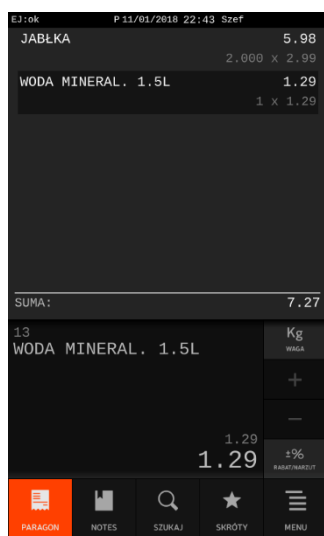 EJ:ok P 11/01/2018 22:43 Szef
JABŁKA 5.98
2.000 x 2.99
WODA MINERAL. 1.5L 1.29
1 x 1.29
SUMA: 7.27
13
WODA MINERAL. 1.5L
1.29
1.29
Kg
WAGA
+
−
±%
RABAT/NARZUT
PARAGON NOTES SZUKAJ SKRÓTY MENU